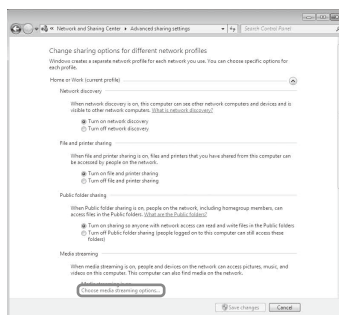 « Network and Sharing Center ▸ Advanced sharing settings
Search Control Panel
Change sharing options for different network profiles
Windows creates a separate network profile for each network you use. You can choose specific options for
each profile.
Home or Work (current profile)
Network discovery
When network discovery is on, this computer can see other network computers and devices and is
visible to other network computers. What is network discovery?
Turn on network discovery
Turn off network discovery
File and printer sharing
When file and printer sharing is on, files and printers that you have shared from this computer can
be accessed by people on the network.
Turn on file and printer sharing
Turn off file and printer sharing
Public folder sharing
When Public folder sharing is on, people on the network, including homegroup members, can
access files in the Public folders. What are the Public folders?
Turn on sharing so anyone with network access can read and write files in the Public folders
Turn off Public folder sharing (people logged on to this computer can still access these
folders)
Media streaming
When media streaming is on, people and devices on the network can access pictures, music, and
videos on this computer. This computer can also find media on the network.
Media streaming is on.
Choose media streaming options...
Save changes
Cancel